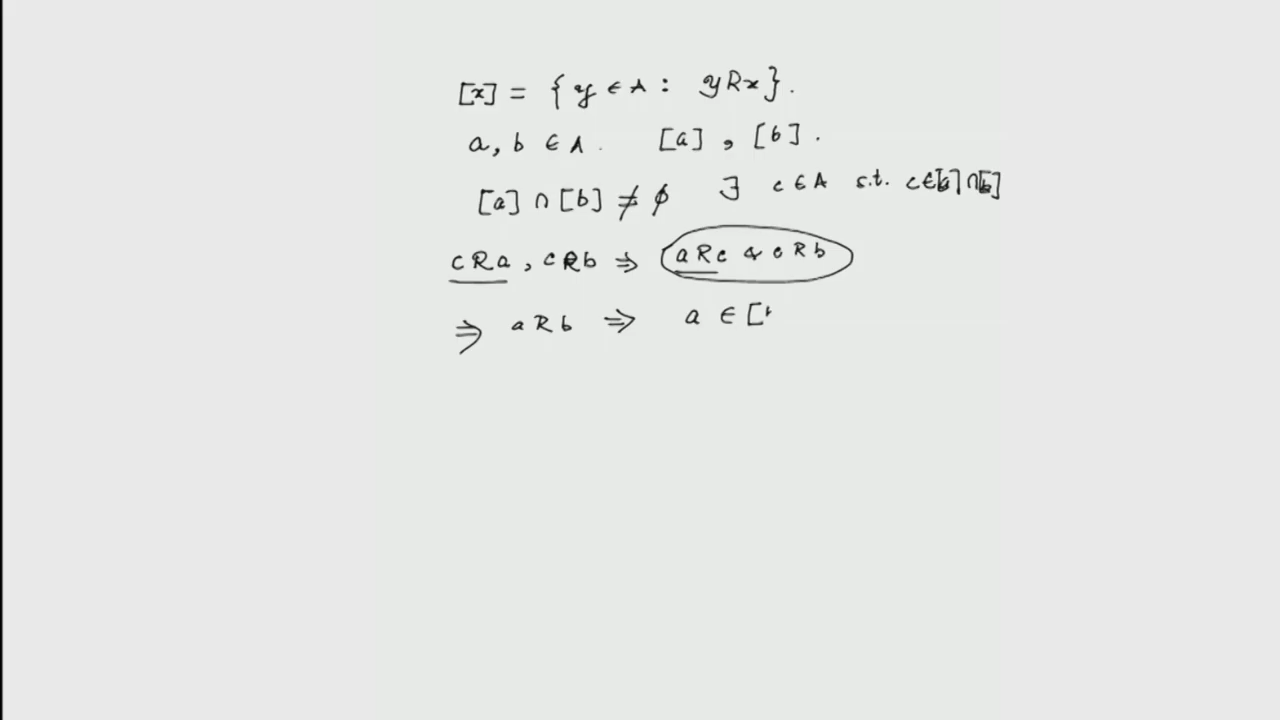 [x] = { y ∈ A : yRx}.
a, b ∈ A. [a] , [b] .
[a] ∩ [b] ≠ ϕ ∃ c ∈ A s.t. c∈[a]∩[b]
cRa , cRb ⇒ aRc & cRb
⇒ aRb ⇒ a ∈ [